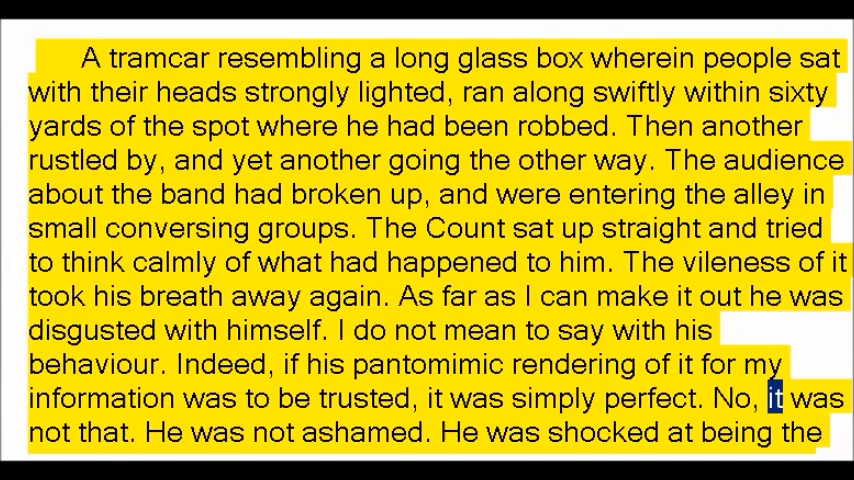 A tramcar resembling a long glass box wherein people sat
with their heads strongly lighted, ran along swiftly within sixty
yards of the spot where he had been robbed. Then another
rustled by, and yet another going the other way. The audience
about the band had broken up, and were entering the alley in
small conversing groups. The Count sat up straight and tried
to think calmly of what had happened to him. The vileness of it
took his breath away again. As far as I can make it out he was
disgusted with himself. I do not mean to say with his
behaviour. Indeed, if his pantomimic rendering of it for my
information was to be trusted, it was simply perfect. No, it was
not that. He was not ashamed. He was shocked at being the